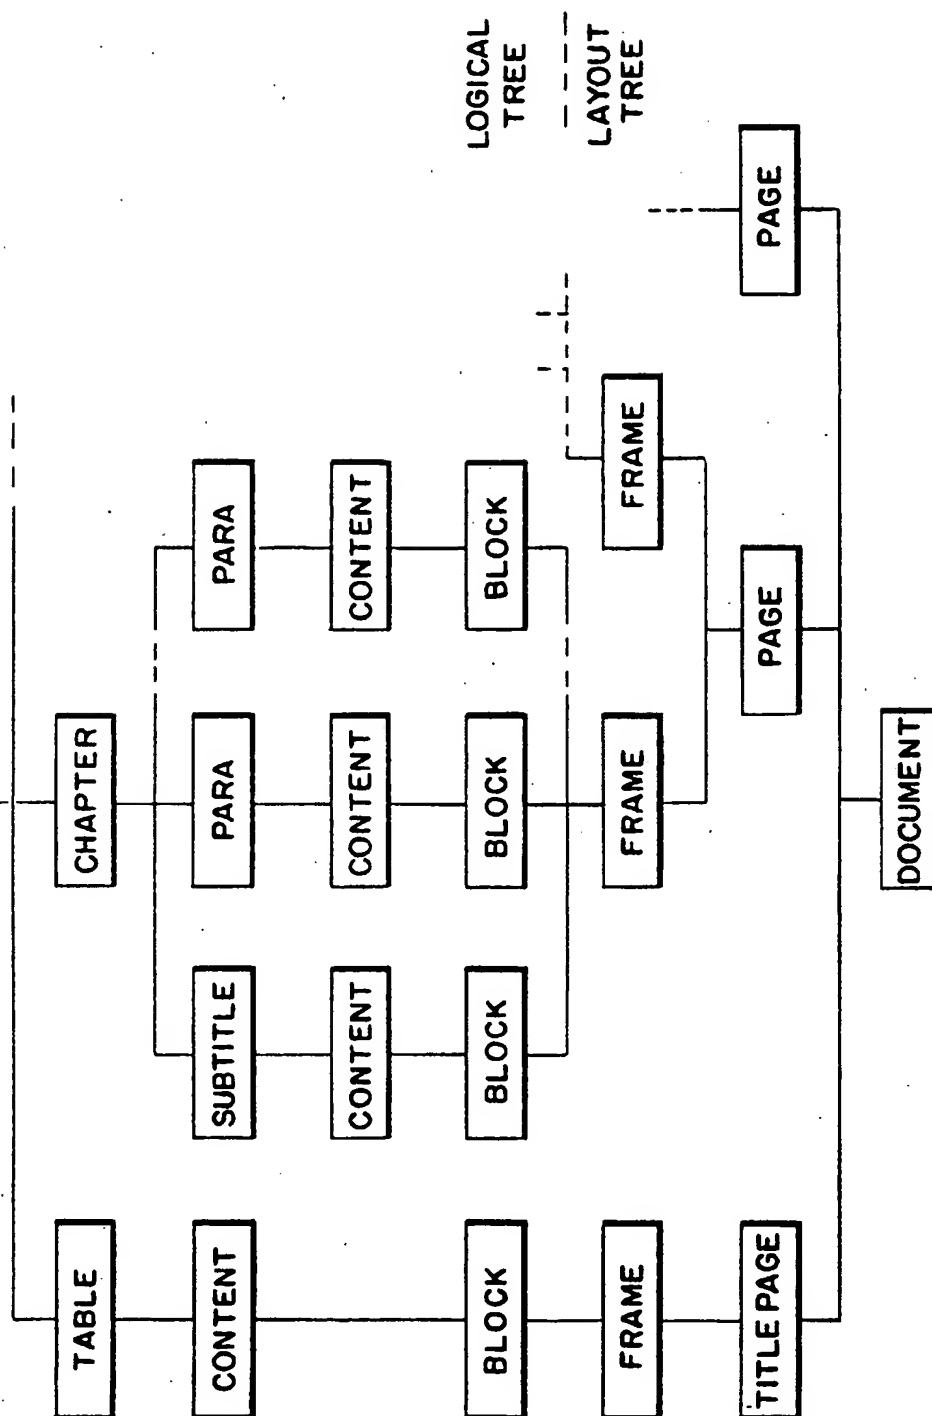 TABLE
CHAPTER
CONTENT
SUBTITLE
PARA
PARA
CONTENT
CONTENT
CONTENT
BLOCK
BLOCK
BLOCK
BLOCK
LOGICAL
TREE
LAYOUT
TREE
FRAME
FRAME
FRAME
TITLE PAGE
PAGE
PAGE
DOCUMENT